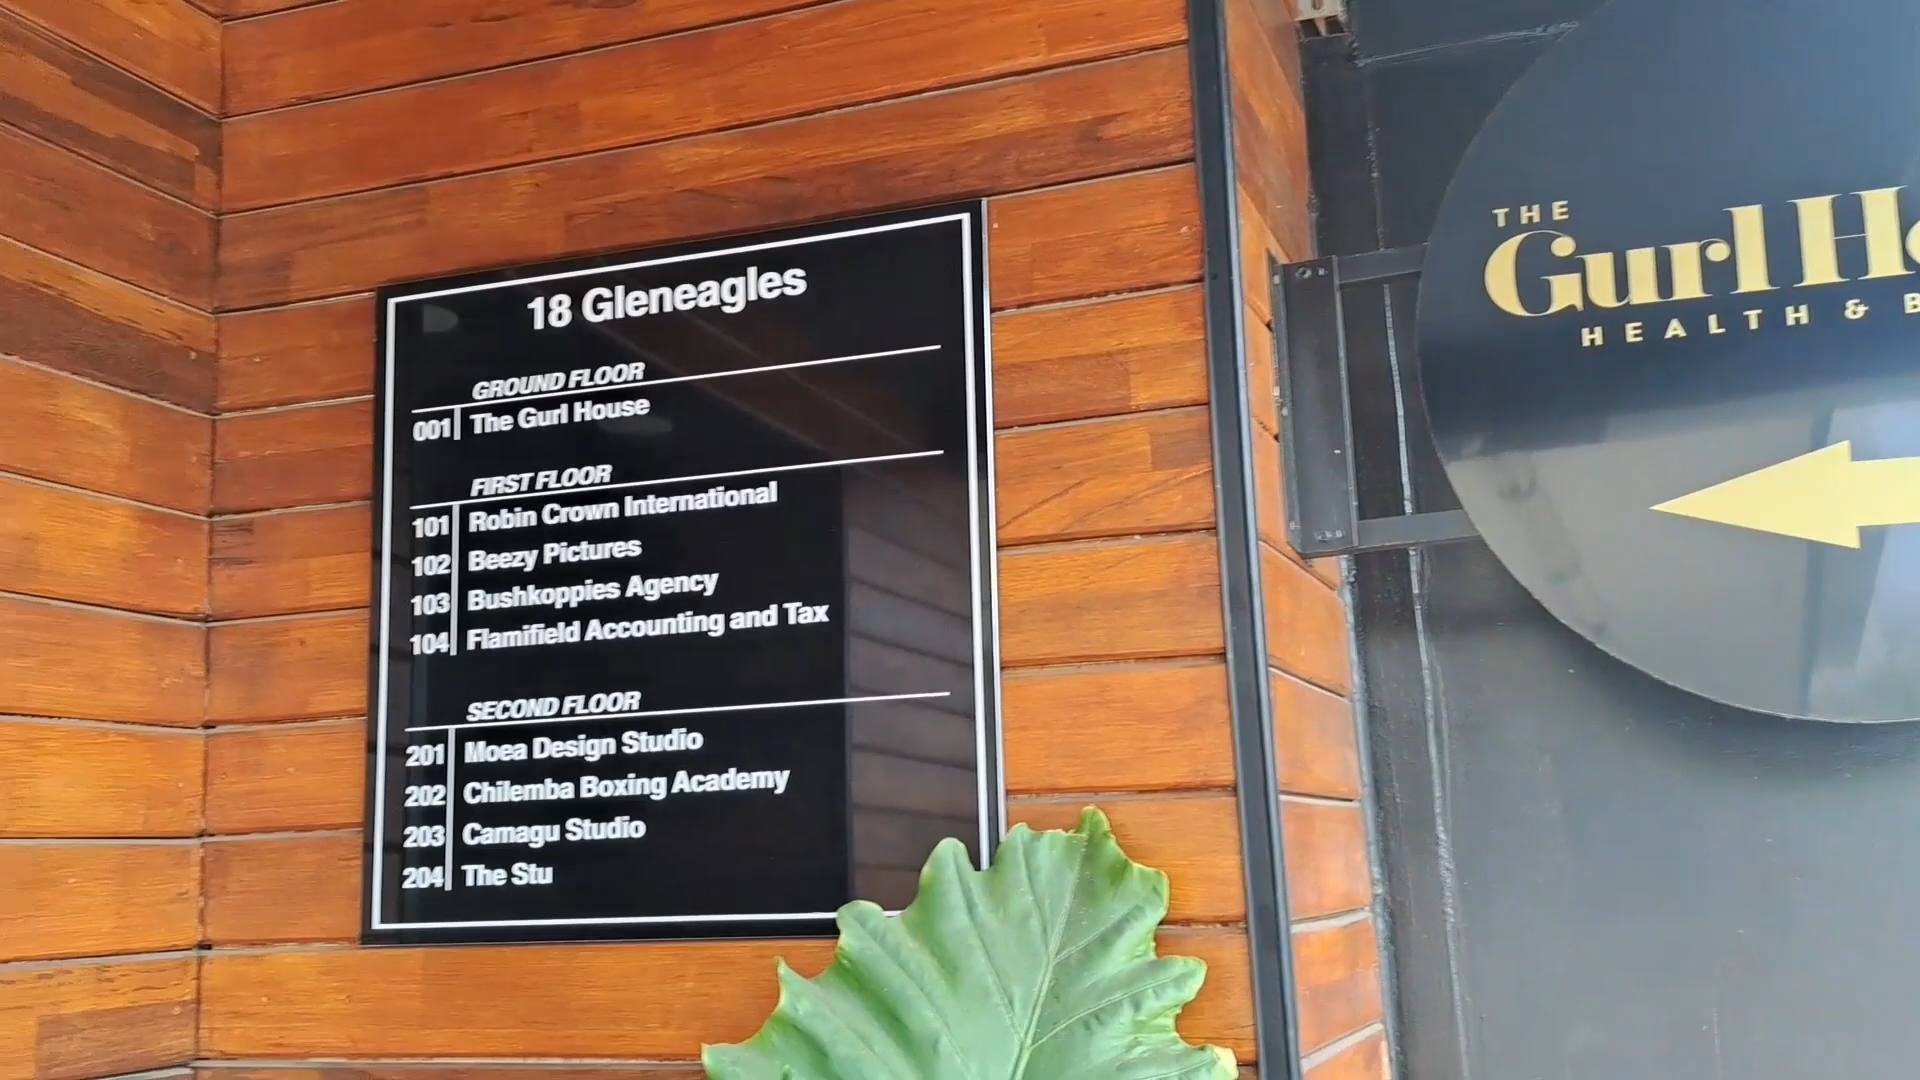 18 Gleneagles
GROUND FLOOR
001 The Gurl House
FIRST FLOOR
101 Robin Crown International
102 Beezy Pictures
103 Bushkoppies Agency
104 Flamifield Accounting and Tax
SECOND FLOOR
201 Moea Design Studio
202 Chilemba Boxing Academy
203 Camagu Studio
204 The Stu
THE
Gurl
HEALTH &